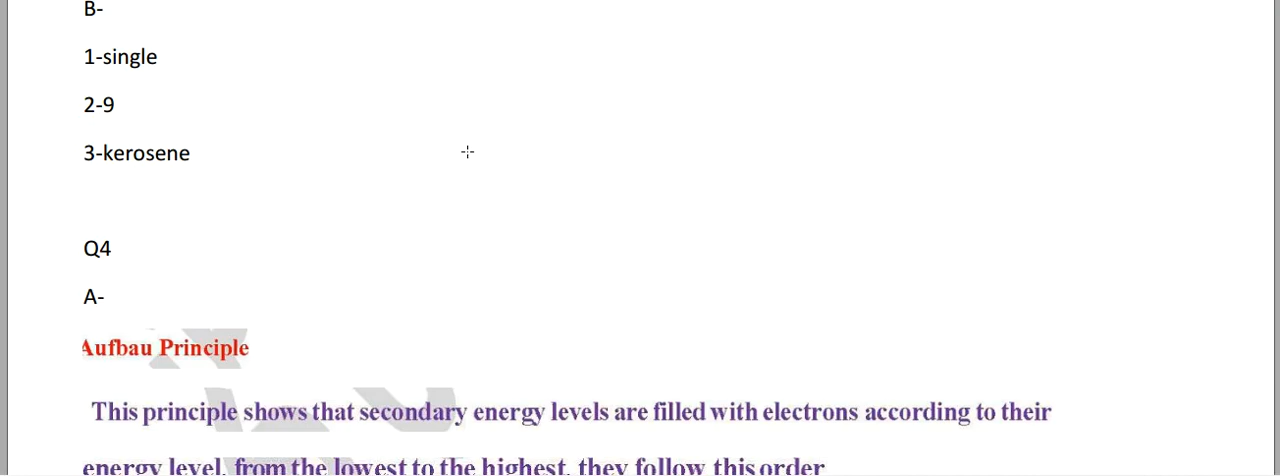 B-
1-single
2-9
3-kerosene
Q4
A-
Aufbau Principle
This principle shows that secondary energy levels are filled with electrons according to their
energy level, from the lowest to the highest, they follow this order